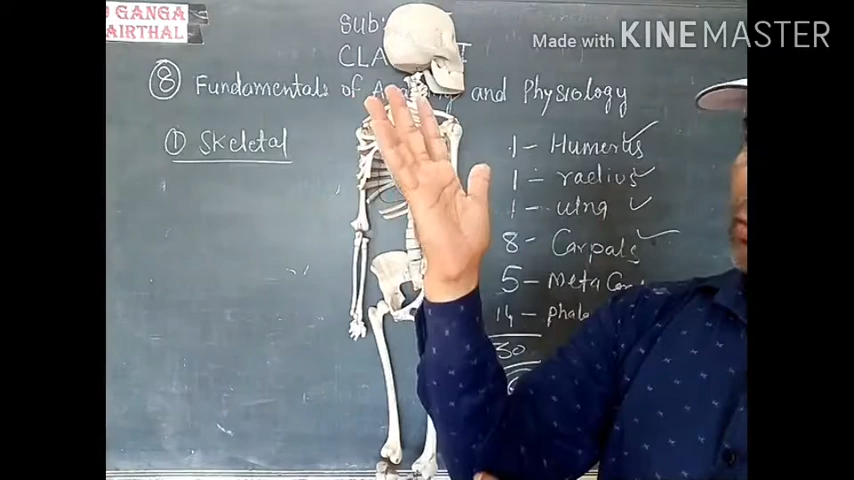 GANGA
AIRTHAL
Made with KINEMASTER
SUB:
CLA
⑧ Fundamentals of and Physiology
① Skeletal
1 - Humerus
1 - radius
1 - ulna
8 - Carpals
5 - Meta
14 -
30